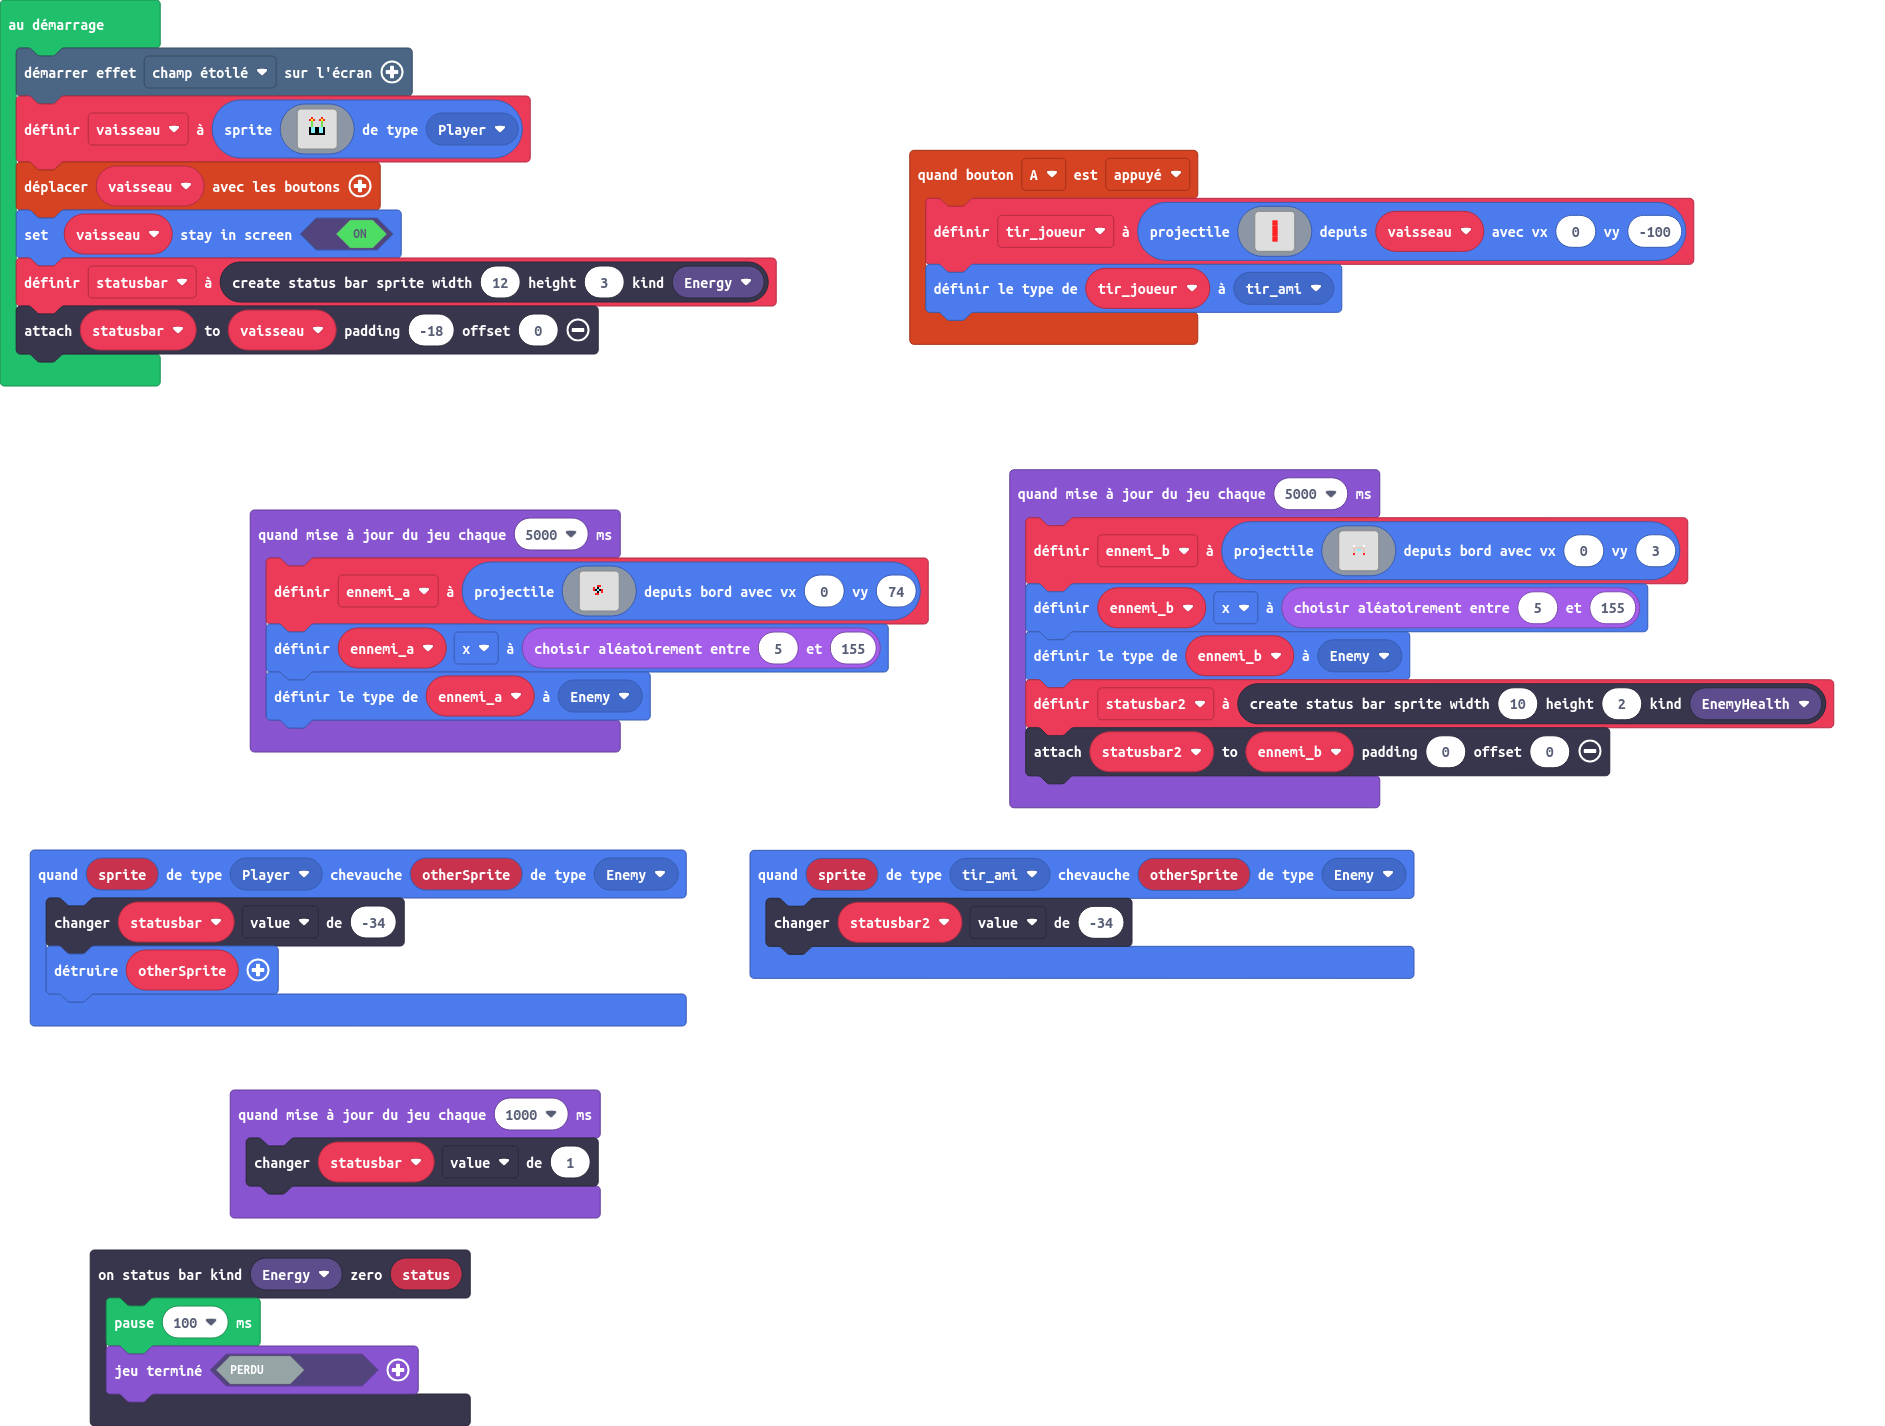 au démarrage
démarrer effet champ étoilé sur l'écran
définir vaisseau à sprite de type Player
déplacer vaisseau avec les boutons
set vaisseau stay in screen ON
définir statusbar à create status bar sprite width 12 height 3 kind Energy
attach statusbar to vaisseau padding -18 offset 0
quand bouton A est appuyé
définir tir_joueur à projectile depuis vaisseau avec vx 0 vy -100
définir le type de tir_joueur à tir_ami
quand mise à jour du jeu chaque 5000 ms
définir ennemi_a à projectile depuis bord avec vx 0 vy 74
définir ennemi_a x à choisir aléatoirement entre 5 et 155
définir le type de ennemi_a à Enemy
quand mise à jour du jeu chaque 5000 ms
définir ennemi_b à projectile depuis bord avec vx 0 vy 3
définir ennemi_b x à choisir aléatoirement entre 5 et 155
définir le type de ennemi_b à Enemy
définir statusbar2 à create status bar sprite width 10 height 2 kind EnemyHealth
attach statusbar2 to ennemi_b padding 0 offset 0
quand sprite de type Player chevauche otherSprite de type Enemy
changer statusbar value de -34
détruire otherSprite
quand sprite de type tir_ami chevauche otherSprite de type Enemy
changer statusbar2 value de -34
quand mise à jour du jeu chaque 1000 ms
changer statusbar value de 1
on status bar kind Energy zero status
pause 100 ms
jeu terminé PERDU